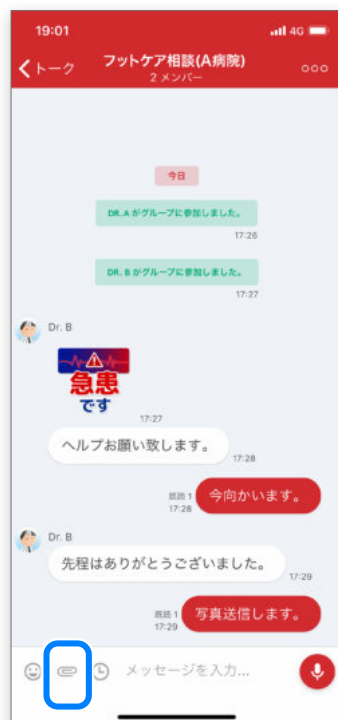 19:01
4G
トーク
フットケア相談(A病院)
2 メンバー
今日
DR.A がグループに参加しました。
17:26
DR. B がグループに参加しました。
17:27
Dr. B
急患
です
17:27
ヘルプお願い致します。
17:28
既読 1
17:28
今向かいます。
Dr. B
先程はありがとうございました。
17:29
既読 1
17:29
写真送信します。
メッセージを入力...